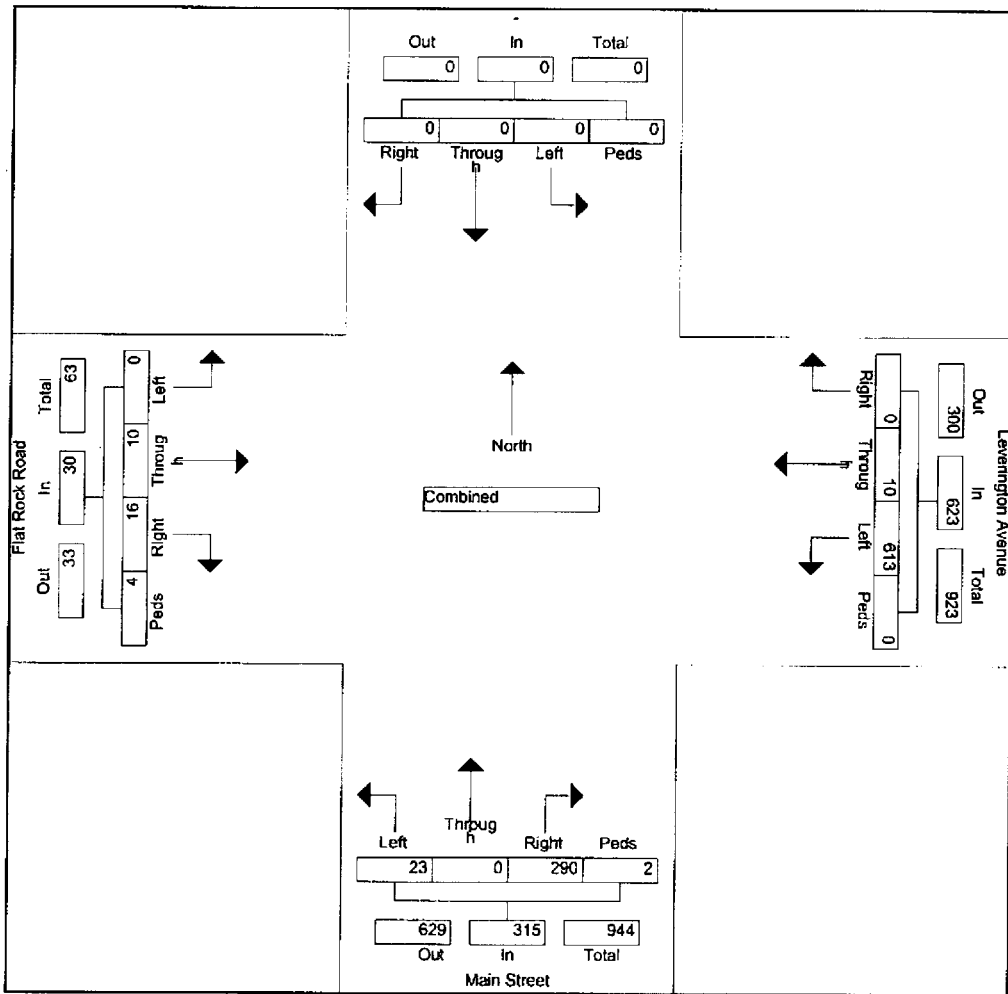 Out In Total
0 0 0
0 0 0 0
Right Throug Left Peds
h
Flat Rock Road
Total In Out
63 30 33
0 10 16 4
Left Throug Right Peds
h
North
Combined
Right Throug Left Peds
h
0 10 613 0
Out In Total
300 623 923
Leverington Avenue
Left Throug Right Peds
h
23 0 290 2
629 315 944
Out In Total
Main Street